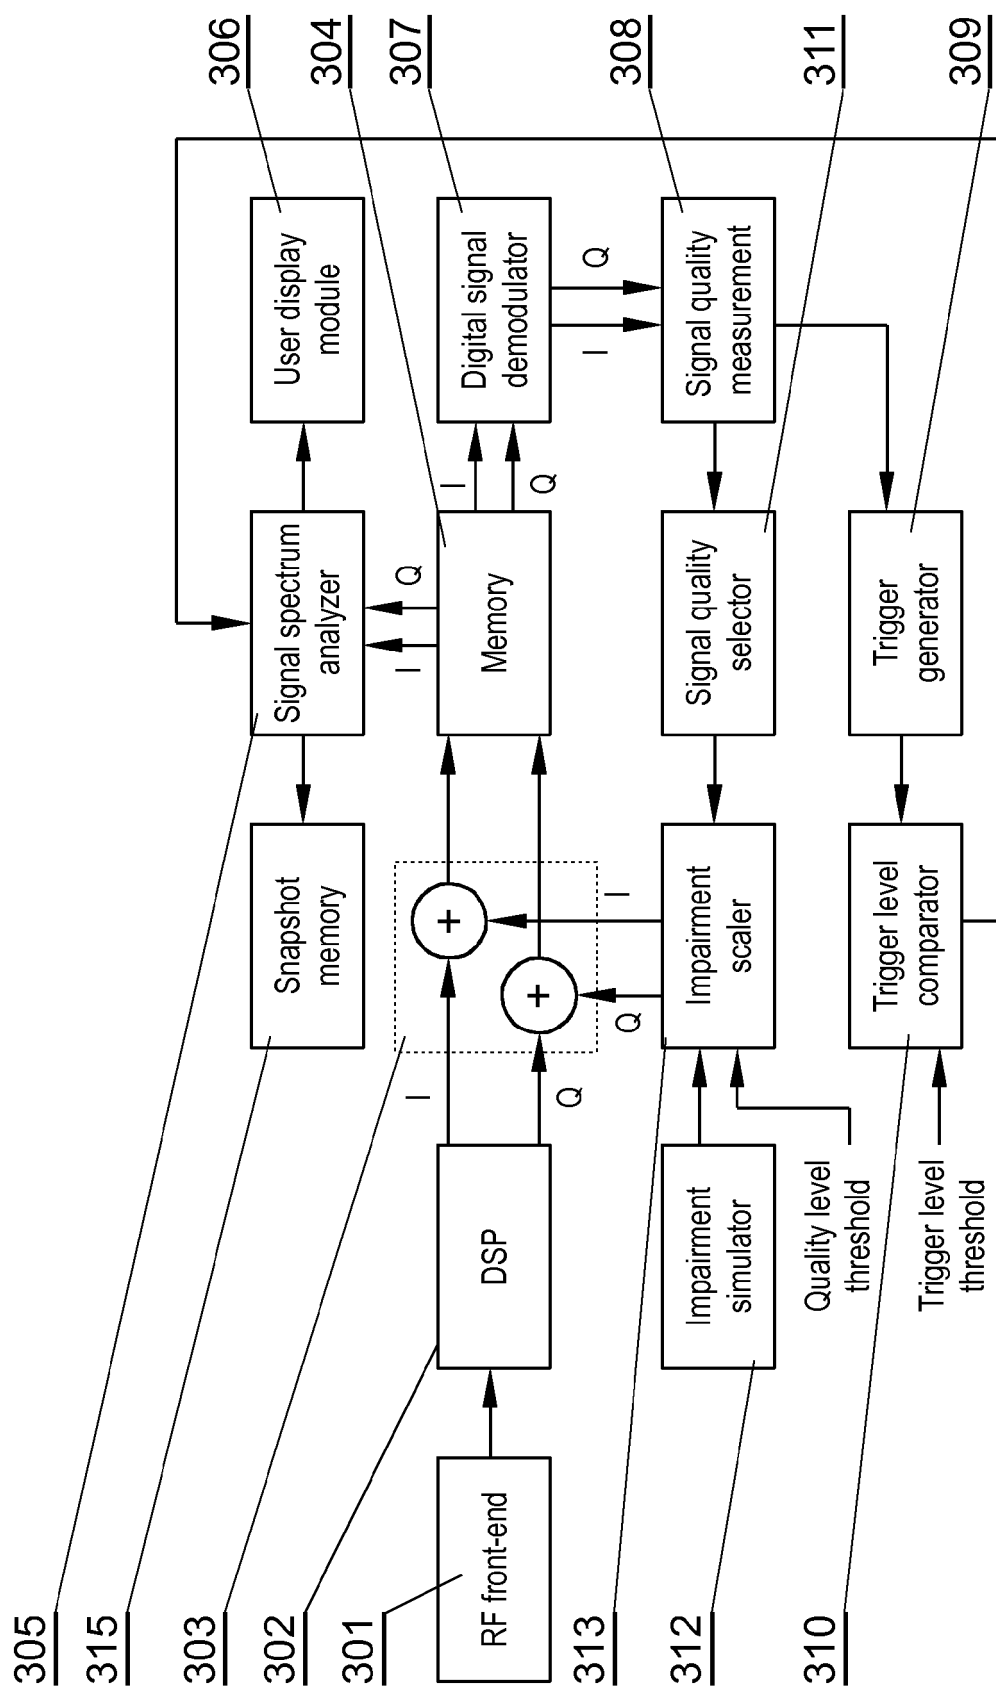 305
315
303
302
301
313
312
310
306
304
307
308
311
309
Snapshot
memory
Signal spectrum
analyzer
User display
module
I
Q
RF front-end
DSP
I
Q
+
+
Memory
I
Q
Digital signal
demodulator
Q
I
I
Q
Impairment
simulator
Impairment
scaler
Signal quality
selector
Signal quality
measurement
Quality level
threshold
Trigger level
threshold
Trigger level
comparator
Trigger
generator